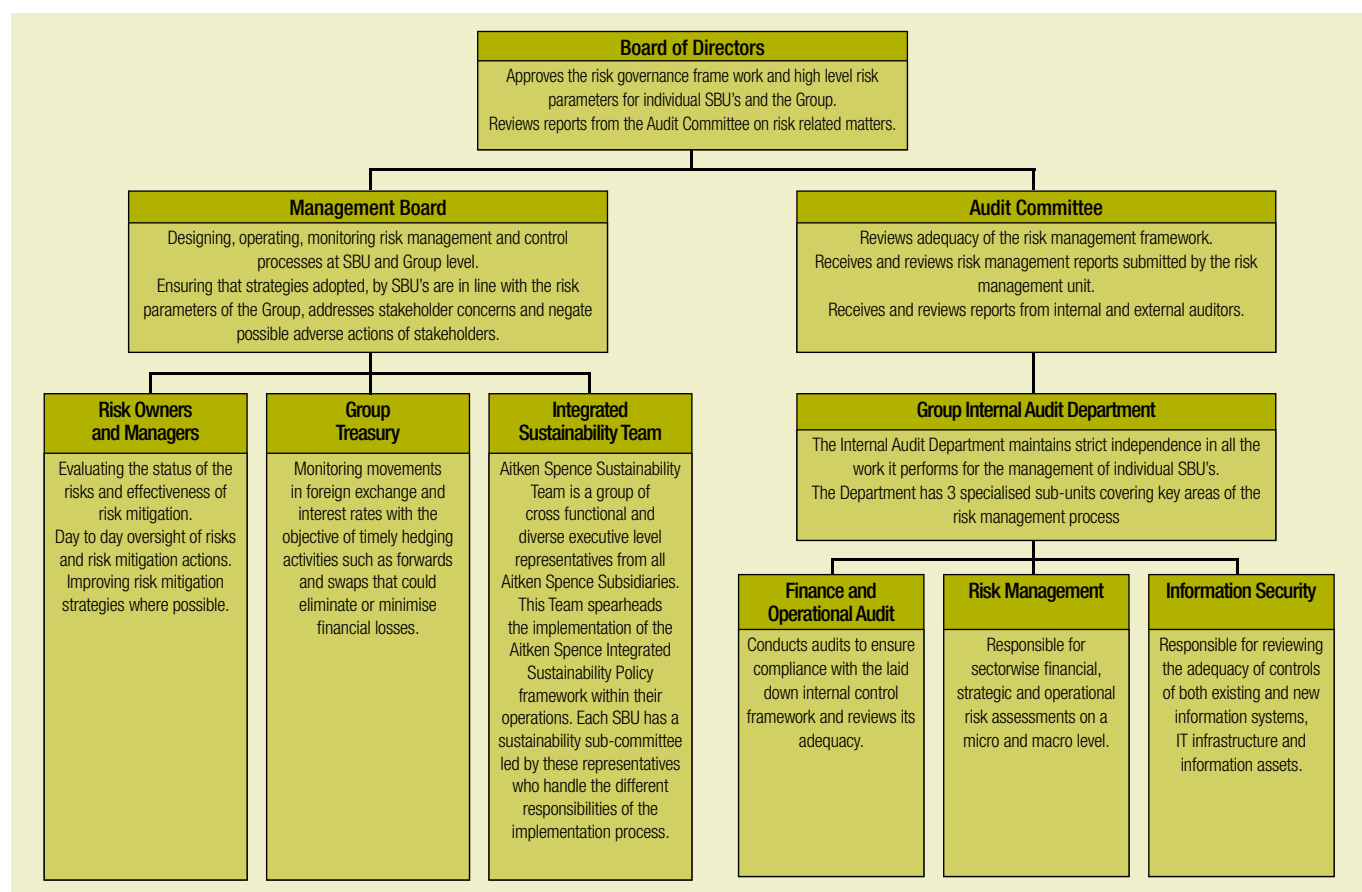 Board of Directors
Approves the risk governance frame work and high level risk
parameters for individual SBU's and the Group.
Reviews reports from the Audit Committee on risk related matters.
Management Board
Designing, operating, monitoring risk management and control
processes at SBU and Group level.
Ensuring that strategies adopted, by SBU's are in line with the risk
parameters of the Group, addresses stakeholder concerns and negate
possible adverse actions of stakeholders.
Audit Committee
Reviews adequacy of the risk management framework.
Receives and reviews risk management reports submitted by the risk
management unit.
Receives and reviews reports from internal and external auditors.
Risk Owners
and Managers
Evaluating the status of the
risks and effectiveness of
risk mitigation.
Day to day oversight of risks
and risk mitigation actions.
Improving risk mitigation
strategies where possible.
Group
Treasury
Monitoring movements
in foreign exchange and
interest rates with the
objective of timely hedging
activities such as forwards
and swaps that could
eliminate or minimise
financial losses.
Integrated
Sustainability Team
Aitken Spence Sustainability
Team is a group of
cross functional and
diverse executive level
representatives from all
Aitken Spence Subsidiaries.
This Team spearheads
the implementation of the
Aitken Spence Integrated
Sustainability Policy
framework within their
operations. Each SBU has a
sustainability sub-committee
led by these representatives
who handle the different
responsibilities of the
implementation process.
Group Internal Audit Department
The Internal Audit Department maintains strict independence in all the
work it performs for the management of individual SBU's.
The Department has 3 specialised sub-units covering key areas of the
risk management process
Finance and
Operational Audit
Conducts audits to ensure
compliance with the laid
down internal control
framework and reviews its
adequacy.
Risk Management
Responsible for
sectorwise financial,
strategic and operational
risk assessments on a
micro and macro level.
Information Security
Responsible for reviewing
the adequacy of controls
of both existing and new
information systems,
IT infrastructure and
information assets.